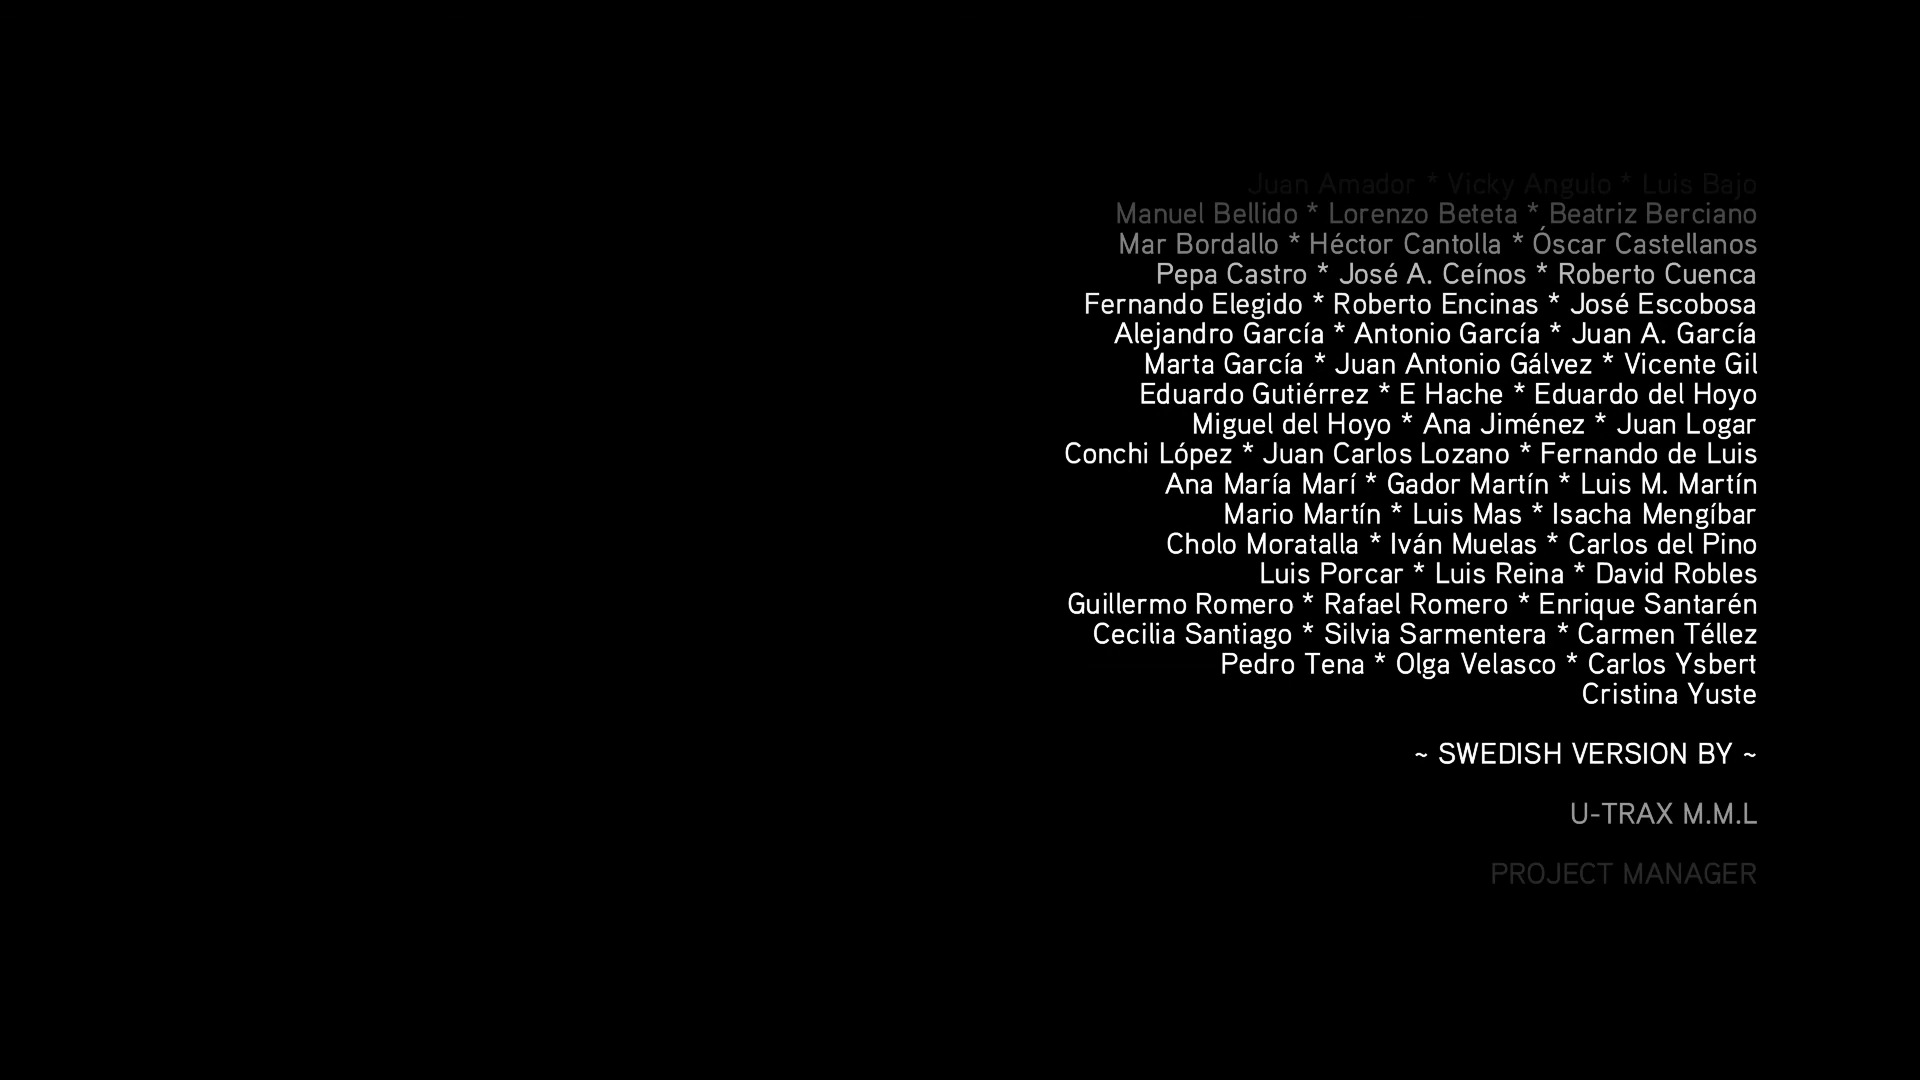 Juan Amador * Vicky Angulo * Luis Bajo
Manuel Bellido * Lorenzo Beteta * Beatriz Berciano
Mar Bordallo * Héctor Cantolla * Óscar Castellanos
Pepa Castro * José A. Ceínos * Roberto Cuenca
Fernando Elegido * Roberto Encinas * José Escobosa
Alejandro García * Antonio García * Juan A. García
Marta García * Juan Antonio Gálvez * Vicente Gil
Eduardo Gutiérrez * E Hache * Eduardo del Hoyo
Miguel del Hoyo * Ana Jiménez * Juan Logar
Conchi López * Juan Carlos Lozano * Fernando de Luis
Ana María Marí * Gador Martín * Luis M. Martín
Mario Martín * Luis Mas * Isacha Mengíbar
Cholo Moratalla * Iván Muelas * Carlos del Pino
Luis Porcar * Luis Reina * David Robles
Guillermo Romero * Rafael Romero * Enrique Santarén
Cecilia Santiago * Silvia Sarmentera * Carmen Téllez
Pedro Tena * Olga Velasco * Carlos Ysbert
Cristina Yuste
~ SWEDISH VERSION BY ~
U-TRAX M.M.L
PROJECT MANAGER